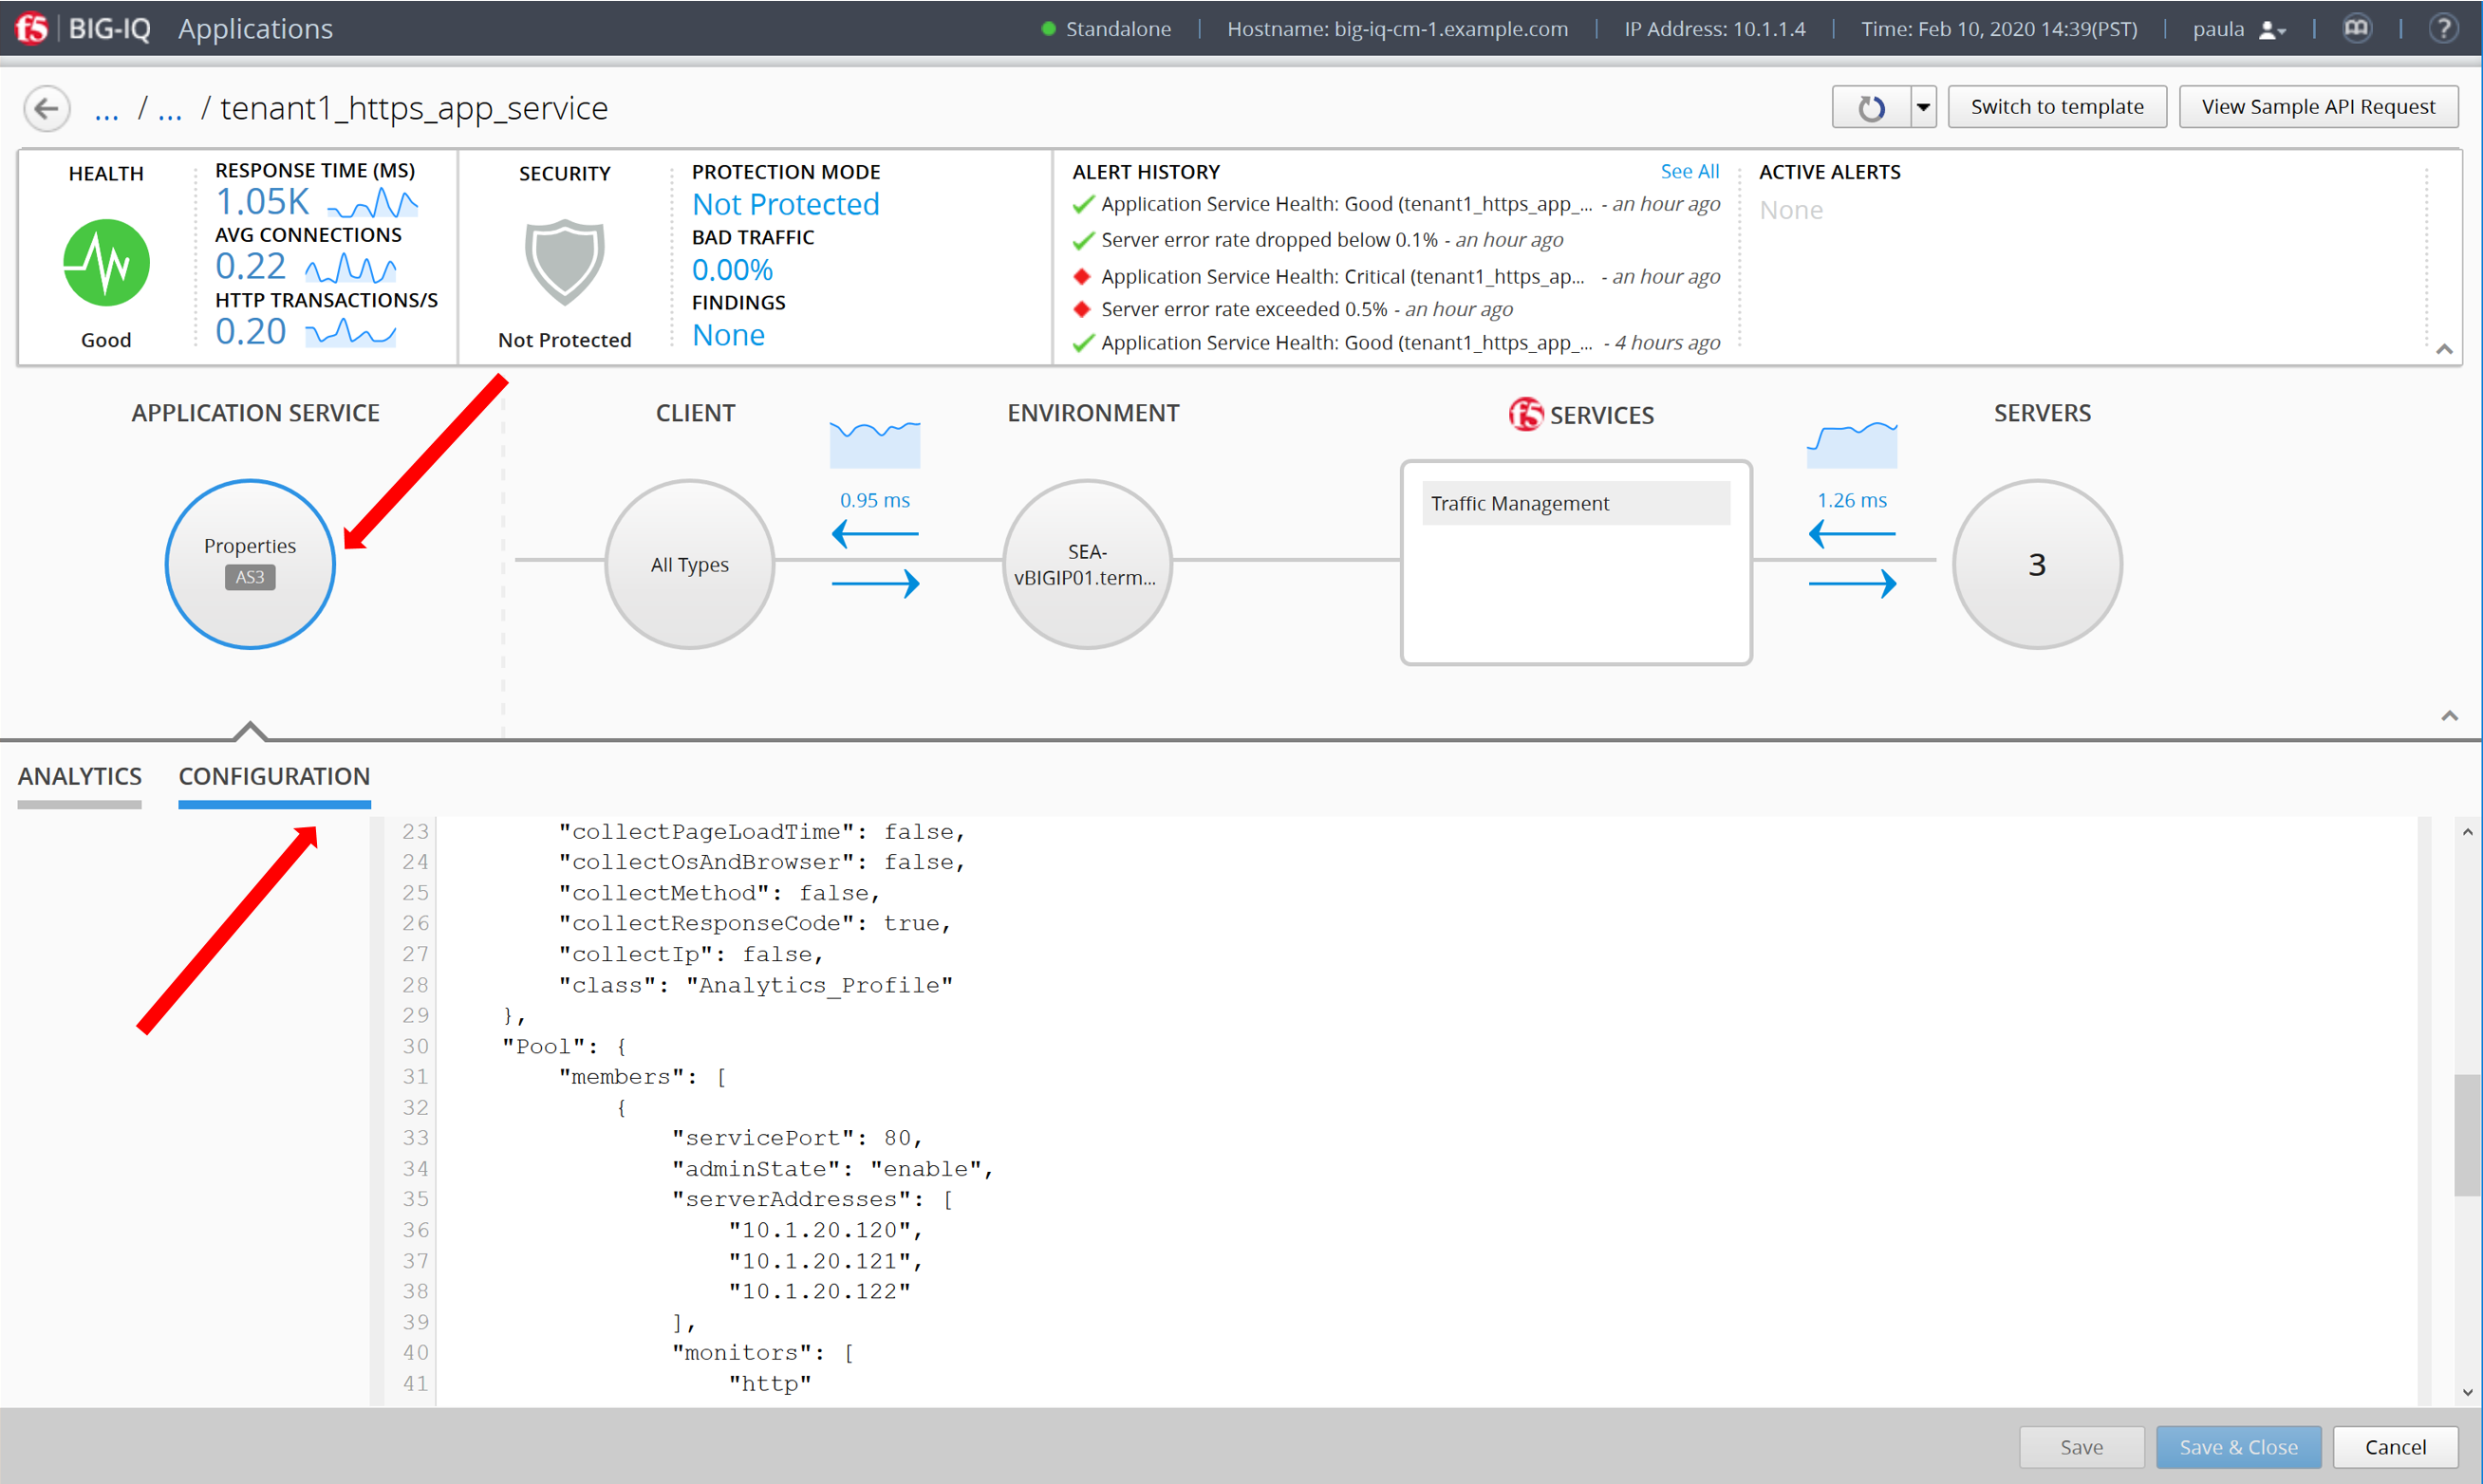 f5 BIG-IQ Applications Standalone Hostname: big-iq-cm-1.example.com IP Address: 10.1.1.4 Time: Feb 10, 2020 14:39(PST) paula ?
... / ... / tenant1_https_app_service
Switch to template
View Sample API Request
HEALTH
Good
RESPONSE TIME (MS)
1.05K
AVG CONNECTIONS
0.22
HTTP TRANSACTIONS/S
0.20
SECURITY
Not Protected
PROTECTION MODE
Not Protected
BAD TRAFFIC
0.00%
FINDINGS
None
ALERT HISTORY See All
Application Service Health: Good (tenant1_https_app_... - an hour ago
Server error rate dropped below 0.1% - an hour ago
Application Service Health: Critical (tenant1_https_ap... - an hour ago
Server error rate exceeded 0.5% - an hour ago
Application Service Health: Good (tenant1_https_app_... - 4 hours ago
ACTIVE ALERTS
None
APPLICATION SERVICE
Properties
AS3
CLIENT
All Types
0.95 ms
ENVIRONMENT
SEA-
vBIGIP01.term...
f5 SERVICES
Traffic Management
1.26 ms
SERVERS
3
ANALYTICS
CONFIGURATION
23 "collectPageLoadTime": false,
24 "collectOsAndBrowser": false,
25 "collectMethod": false,
26 "collectResponseCode": true,
27 "collectIp": false,
28 "class": "Analytics_Profile"
29 },
30 "Pool": {
31 "members": [
32 {
33 "servicePort": 80,
34 "adminState": "enable",
35 "serverAddresses": [
36 "10.1.20.120",
37 "10.1.20.121",
38 "10.1.20.122"
39 ],
40 "monitors": [
41 "http"
Save
Save & Close
Cancel